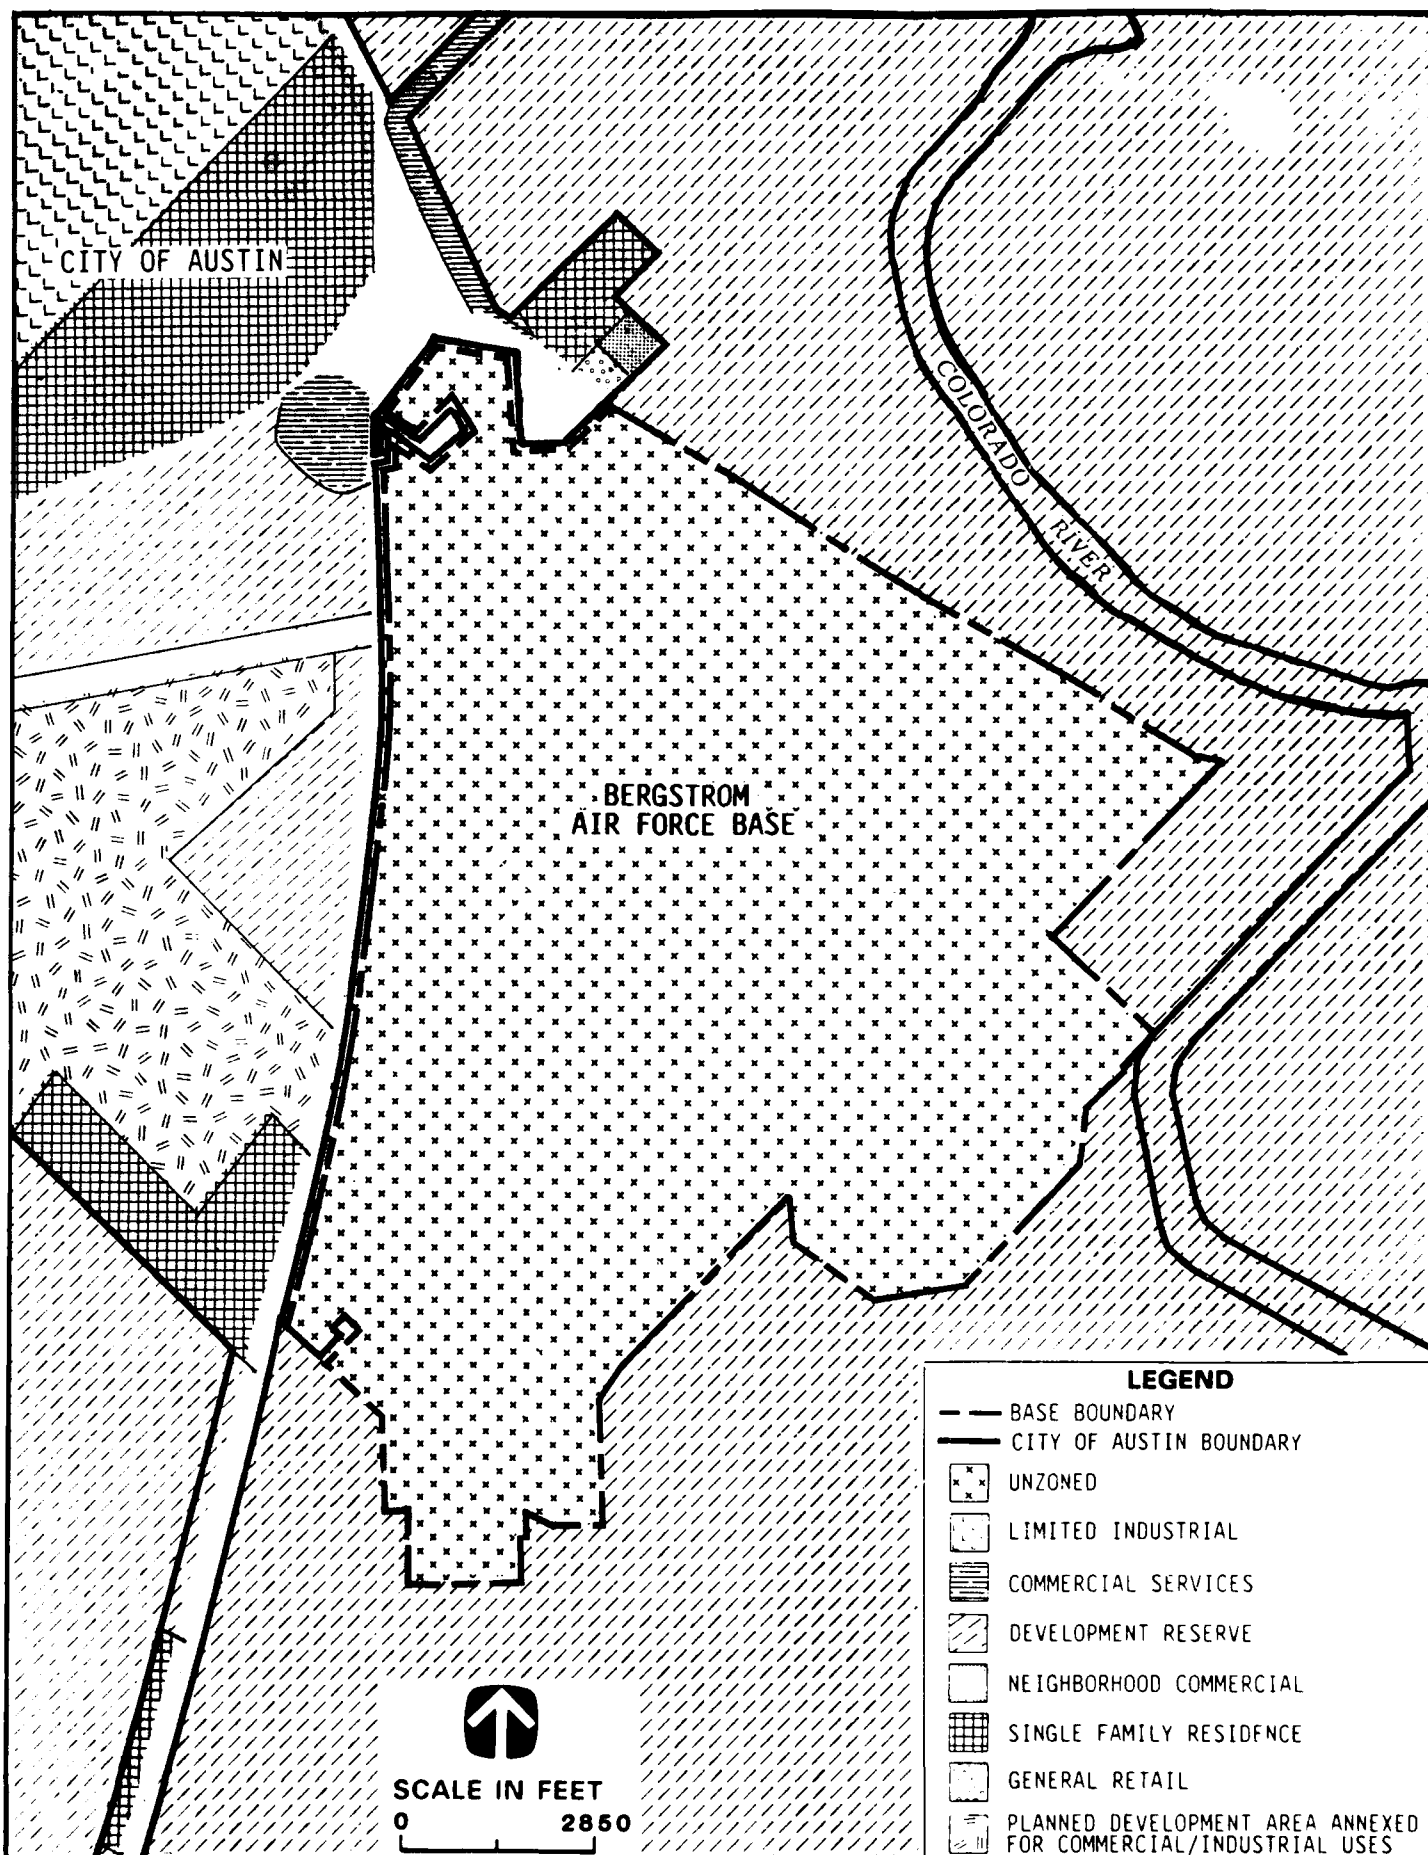 CITY OF AUSTIN
COLORADO
RIVER
BERGSTROM
AIR FORCE BASE
LEGEND
BASE BOUNDARY
CITY OF AUSTIN BOUNDARY
UNZONED
LIMITED INDUSTRIAL
COMMERCIAL SERVICES
DEVELOPMENT RESERVE
NEIGHBORHOOD COMMERCIAL
SINGLE FAMILY RESIDENCE
GENERAL RETAIL
PLANNED DEVELOPMENT AREA ANNEXED
FOR COMMERCIAL/INDUSTRIAL USES
SCALE IN FEET
0 2850